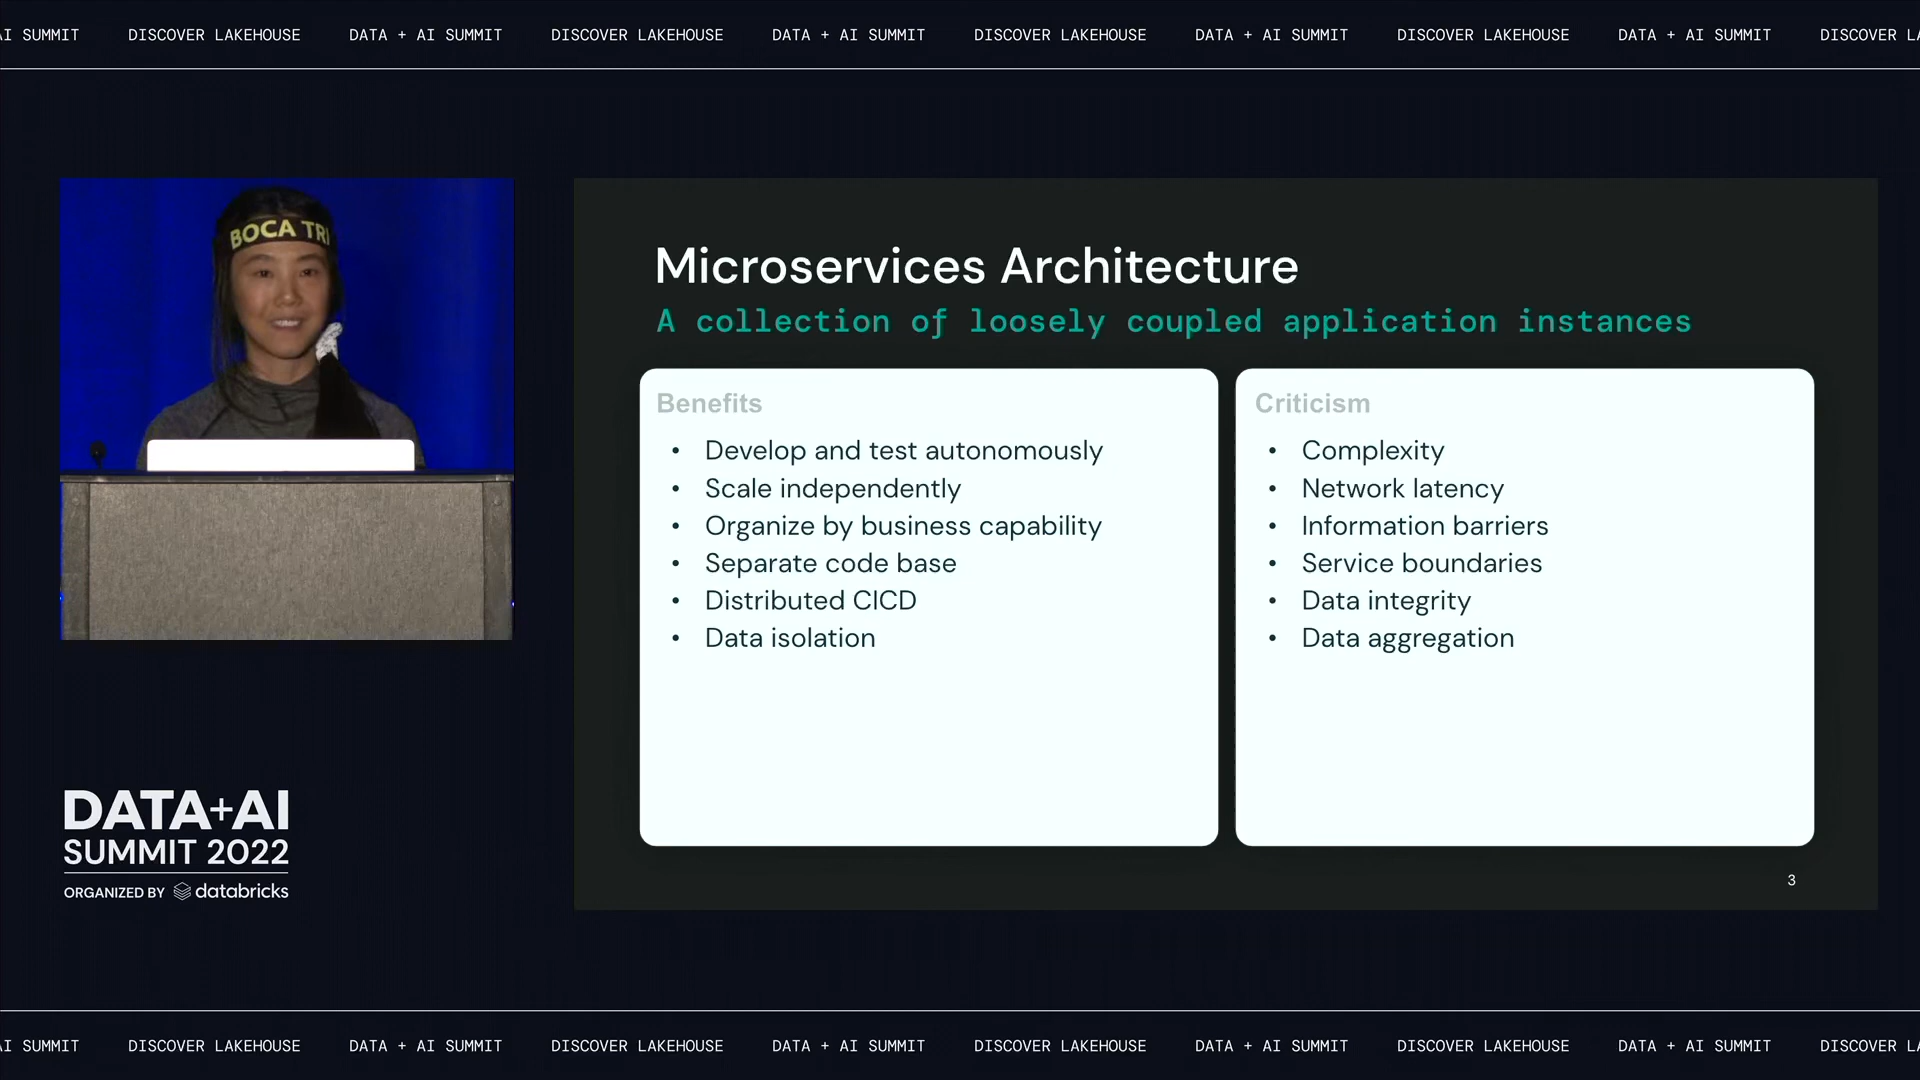 AI SUMMIT DISCOVER LAKEHOUSE DATA + AI SUMMIT DISCOVER LAKEHOUSE DATA + AI SUMMIT DISCOVER LAKEHOUSE DATA + AI SUMMIT DISCOVER LAKEHOUSE DATA + AI SUMMIT DISCOVER LA
BOCA TRI
Microservices Architecture
A collection of loosely coupled application instances
Benefits
• Develop and test autonomously
• Scale independently
• Organize by business capability
• Separate code base
• Distributed CICD
• Data isolation
Criticism
• Complexity
• Network latency
• Information barriers
• Service boundaries
• Data integrity
• Data aggregation
3
DATA+AI
SUMMIT 2022
ORGANIZED BY databricks
AI SUMMIT DISCOVER LAKEHOUSE DATA + AI SUMMIT DISCOVER LAKEHOUSE DATA + AI SUMMIT DISCOVER LAKEHOUSE DATA + AI SUMMIT DISCOVER LAKEHOUSE DATA + AI SUMMIT DISCOVER LA